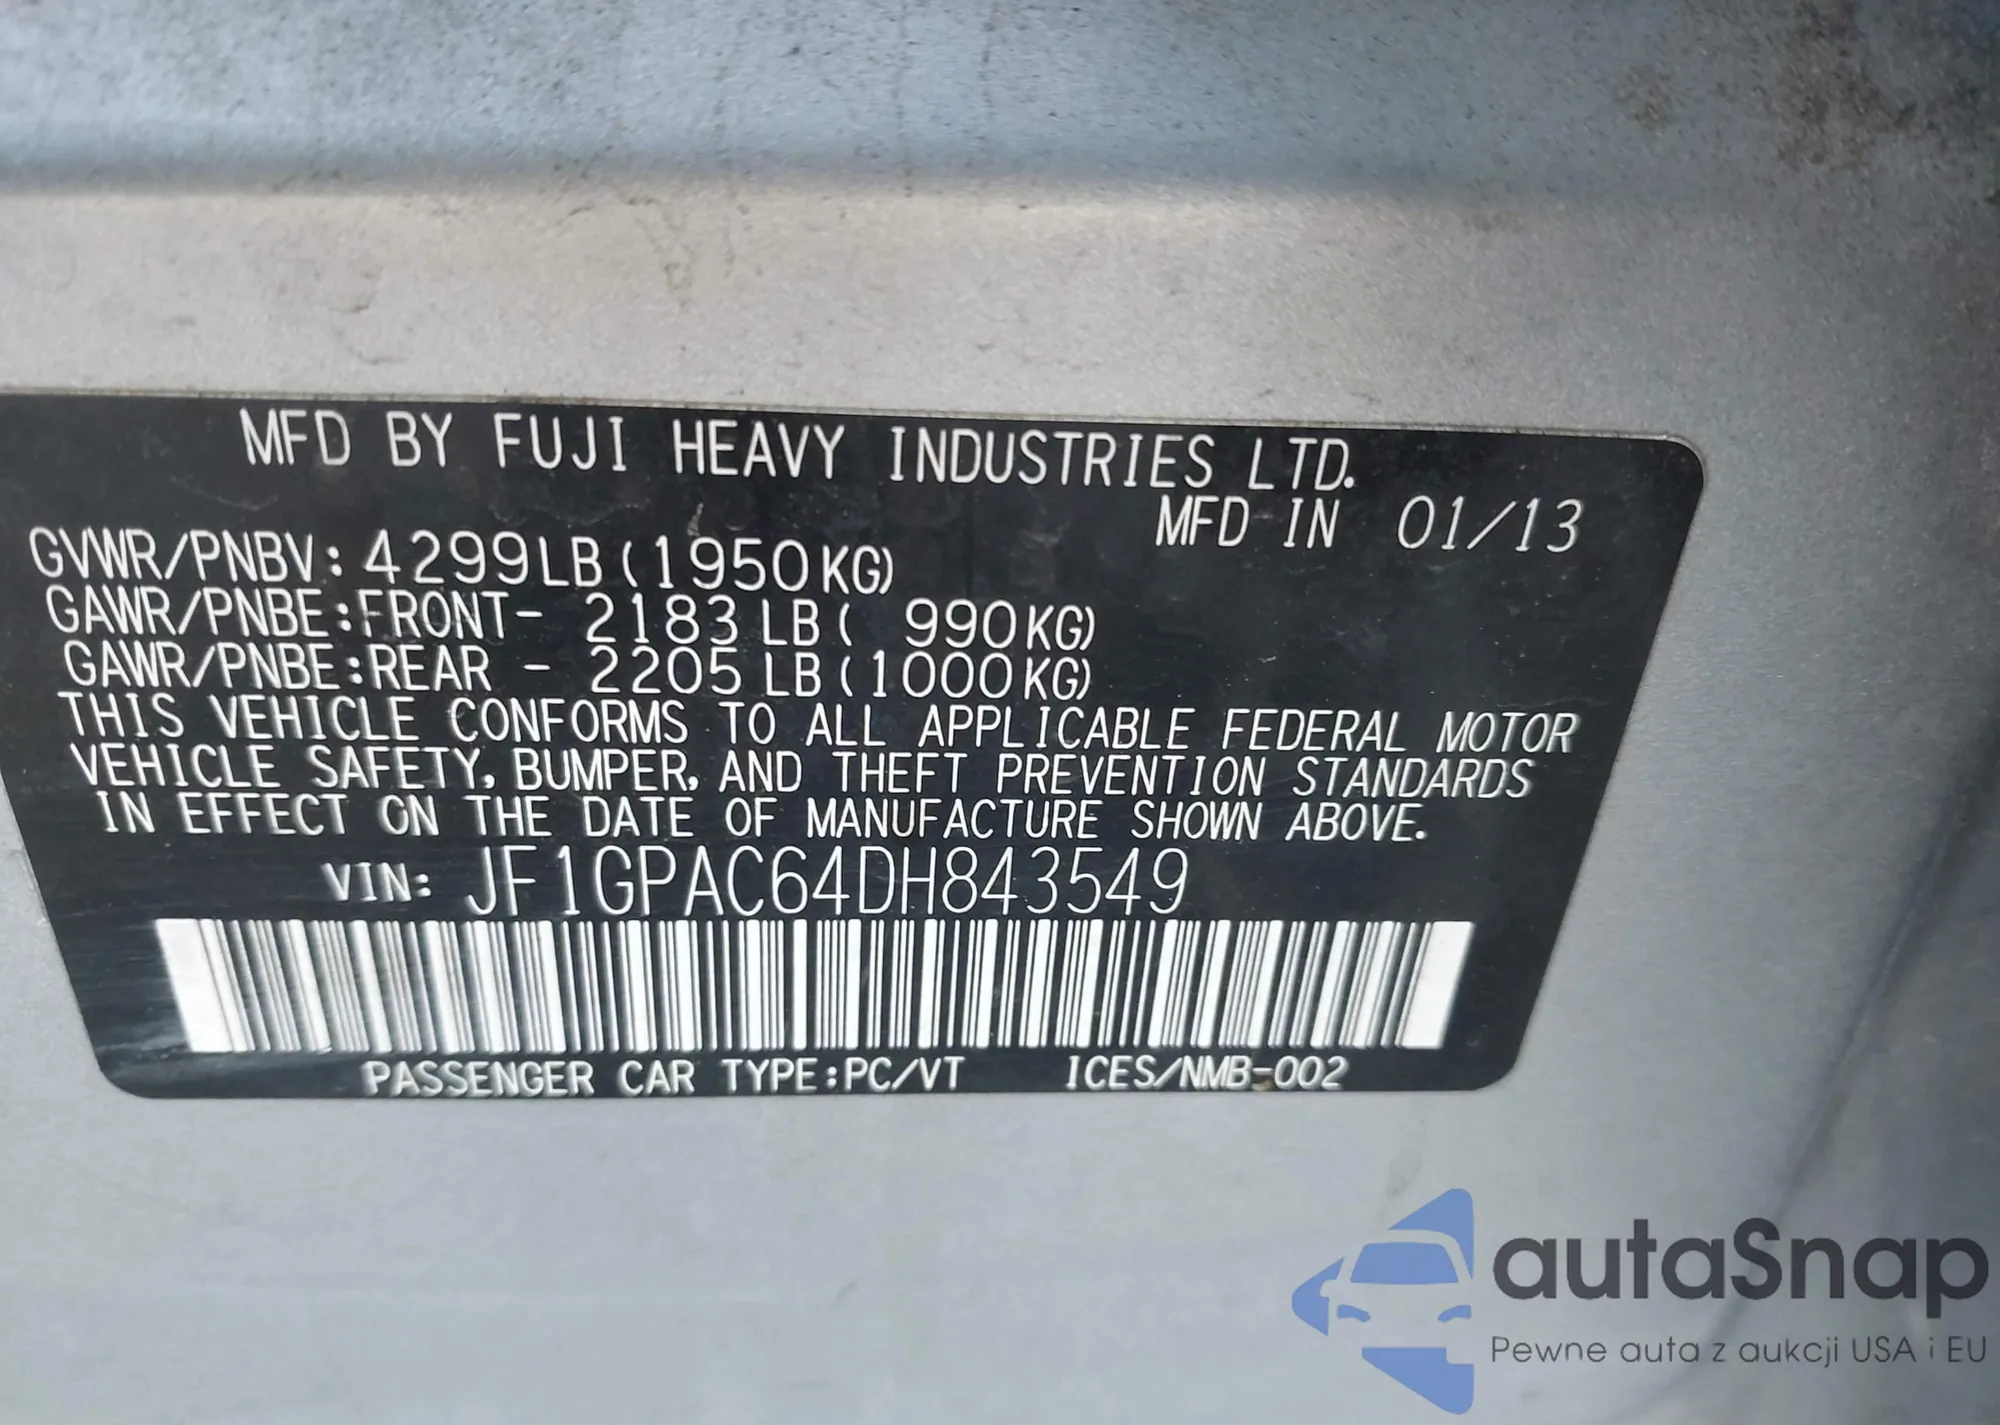 MFD BY FUJI HEAVY INDUSTRIES LTD.
MFD IN 01/13
GVWR/PNBV: 4299LB (1950KG)
GAWR/PNBE:FRONT- 2183 LB ( 990KG)
GAWR/PNBE:REAR - 2205 LB (1000KG)
THIS VEHICLE CONFORMS TO ALL APPLICABLE FEDERAL MOTOR
VEHICLE SAFETY, BUMPER, AND THEFT PREVENTION STANDARDS
IN EFFECT ON THE DATE OF MANUFACTURE SHOWN ABOVE.
VIN: JF1GPAC64DH843549
PASSENGER CAR TYPE:PC/VT ICES/NMB-002
autaSnap
Pewne auta z aukcji USA i EU